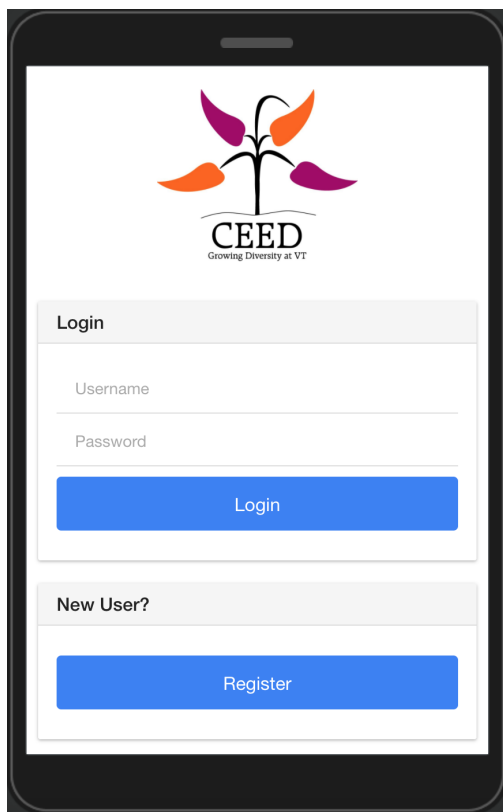 CEED
Growing Diversity at VT
Login
Username
Password
Login
New User?
Register